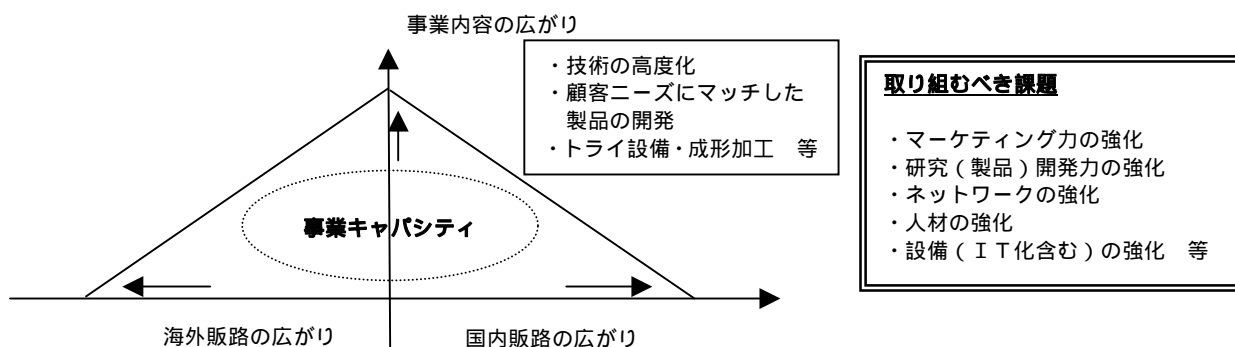 事業内容の広がり
・技術の高度化
・顧客ニーズにマッチした
製品の開発
・トライ設備・成形加工　等
取り組むべき課題
・マーケティング力の強化
・研究（製品）開発力の強化
・ネットワークの強化
・人材の強化
・設備（ＩＴ化含む）の強化　等
事業キャパシティ
海外販路の広がり
国内販路の広がり